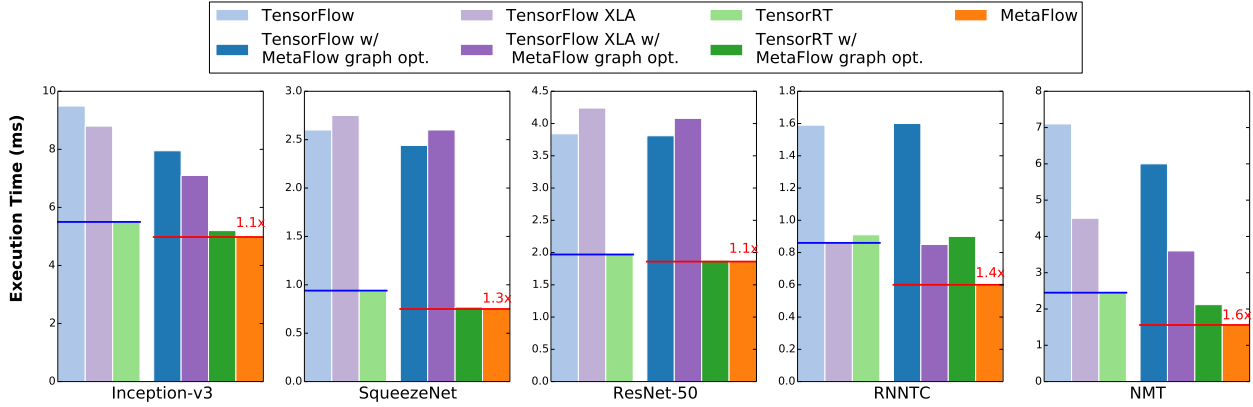 TensorFlow
TensorFlow XLA
TensorRT
MetaFlow
TensorFlow w/
MetaFlow graph opt.
TensorFlow XLA w/
MetaFlow graph opt.
TensorRT w/
MetaFlow graph opt.
Execution Time (ms)
10
8
6
4
2
0
1.1x
Inception-v3
3.0
2.5
2.0
1.5
1.0
0.5
0.0
1.3x
SqueezeNet
4.5
4.0
3.5
3.0
2.5
2.0
1.5
1.0
0.5
0.0
1.1x
ResNet-50
1.8
1.6
1.4
1.2
1.0
0.8
0.6
0.4
0.2
0.0
1.4x
RNNTC
8
7
6
5
4
3
2
1
0
1.6x
NMT